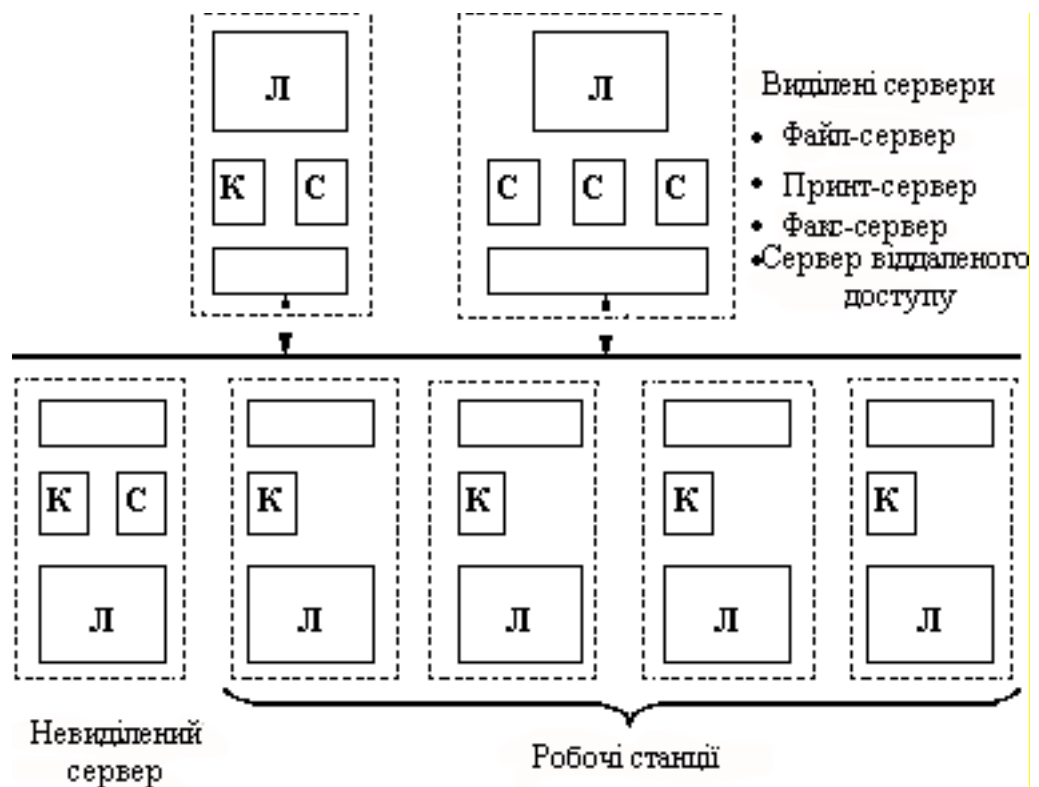 Л
Л
К С
С С С
Виділені сервери
• Файл-сервер
• Принт-сервер
• Факс-сервер
•Сервер віддаленого
доступу
К С
К
К
К
К
Л
Л
Л
Л
Л
Невиділений
сервер
Робочі станції